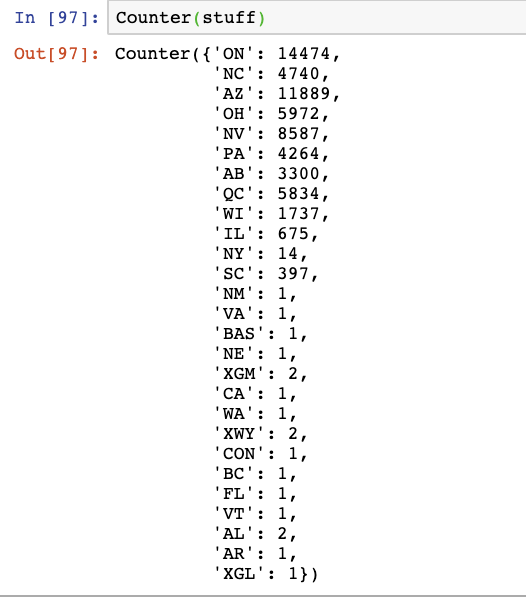 In [97]: Counter(stuff)
Out[97]: Counter({'ON': 14474,
'NC': 4740,
'AZ': 11889,
'OH': 5972,
'NV': 8587,
'PA': 4264,
'AB': 3300,
'QC': 5834,
'WI': 1737,
'IL': 675,
'NY': 14,
'SC': 397,
'NM': 1,
'VA': 1,
'BAS': 1,
'NE': 1,
'XGM': 2,
'CA': 1,
'WA': 1,
'XWY': 2,
'CON': 1,
'BC': 1,
'FL': 1,
'VT': 1,
'AL': 2,
'AR': 1,
'XGL': 1})